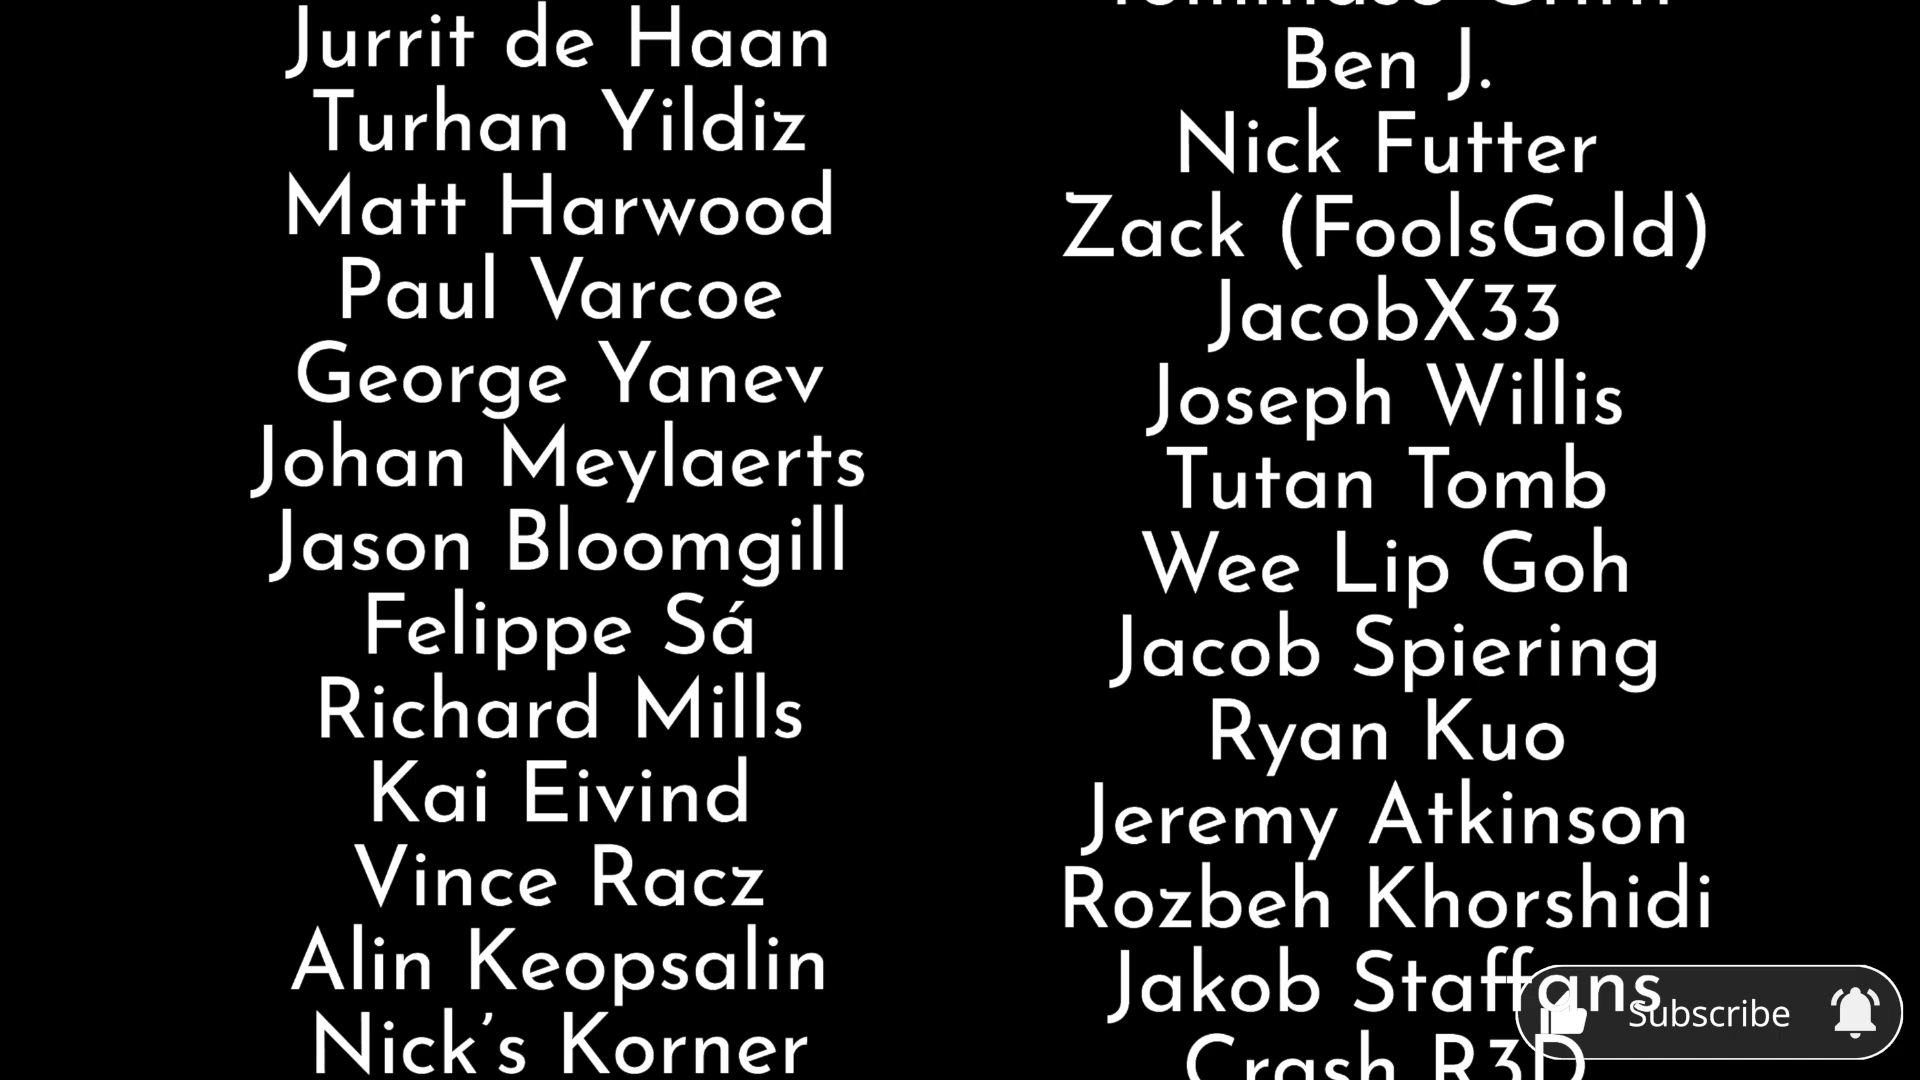 Jurrit de Haan
Turhan Yildiz
Matt Harwood
Paul Varcoe
George Yanev
Johan Meylaerts
Jason Bloomgill
Felippe Sá
Richard Mills
Kai Eivind
Vince Racz
Alin Keopsalin
Nick’s Korner
Ben J.
Nick Futter
Zack (FoolsGold)
JacobX33
Joseph Willis
Tutan Tomb
Wee Lip Goh
Jacob Spiering
Ryan Kuo
Jeremy Atkinson
Rozbeh Khorshidi
Jakob Staffans
Crash R3D
Subscribe